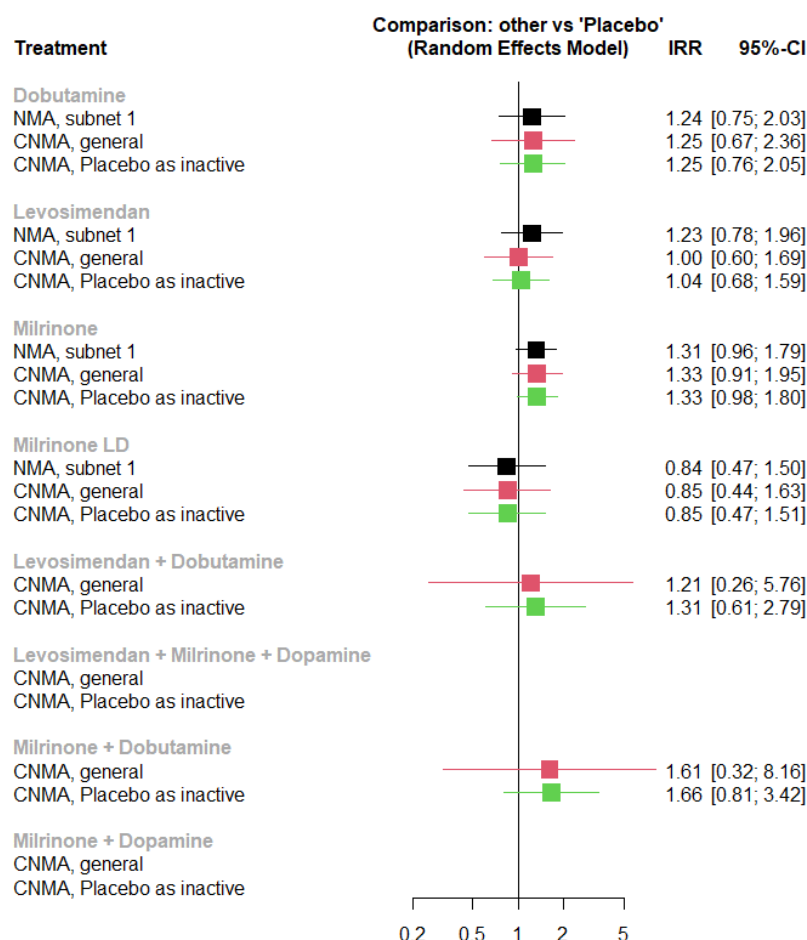 Comparison: other vs 'Placebo'
Treatment (Random Effects Model) IRR 95%-CI
Dobutamine
NMA, subnet 1 1.24 [0.75; 2.03]
CNMA, general 1.25 [0.67; 2.36]
CNMA, Placebo as inactive 1.25 [0.76; 2.05]
Levosimendan
NMA, subnet 1 1.23 [0.78; 1.96]
CNMA, general 1.00 [0.60; 1.69]
CNMA, Placebo as inactive 1.04 [0.68; 1.59]
Milrinone
NMA, subnet 1 1.31 [0.96; 1.79]
CNMA, general 1.33 [0.91; 1.95]
CNMA, Placebo as inactive 1.33 [0.98; 1.80]
Milrinone LD
NMA, subnet 1 0.84 [0.47; 1.50]
CNMA, general 0.85 [0.44; 1.63]
CNMA, Placebo as inactive 0.85 [0.47; 1.51]
Levosimendan + Dobutamine
CNMA, general 1.21 [0.26; 5.76]
CNMA, Placebo as inactive 1.31 [0.61; 2.79]
Levosimendan + Milrinone + Dopamine
CNMA, general
CNMA, Placebo as inactive
Milrinone + Dobutamine
CNMA, general 1.61 [0.32; 8.16]
CNMA, Placebo as inactive 1.66 [0.81; 3.42]
Milrinone + Dopamine
CNMA, general
CNMA, Placebo as inactive
0.2 0.5 1 2 5